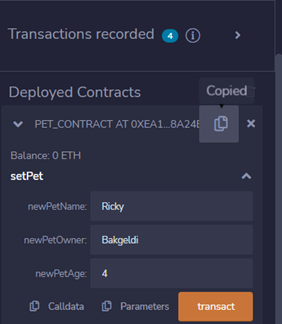 Transactions recorded 4 i
Deployed Contracts
Copied
PET_CONTRACT AT 0XEA1...8A24E
Balance: 0 ETH
setPet
newPetName: Ricky
newPetOwner: Bakgeldi
newPetAge: 4
Calldata Parameters transact